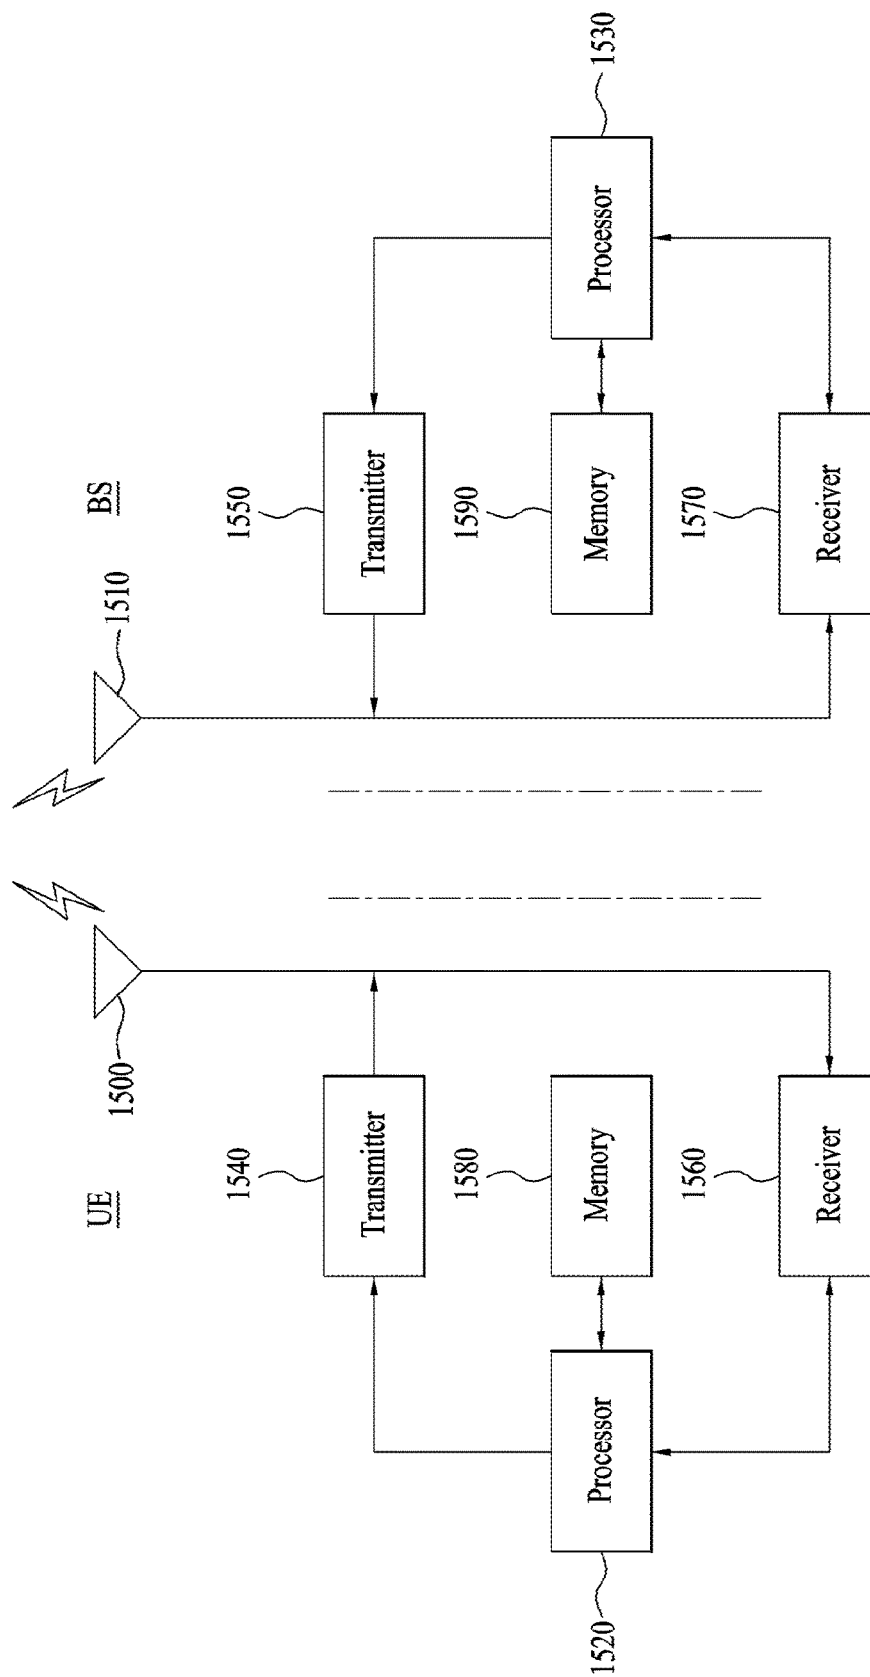 UE
BS
1500
1510
1540
Transmitter
1550
Transmitter
1520
Processor
1580
Memory
1590
Memory
Processor
1530
1560
Receiver
1570
Receiver